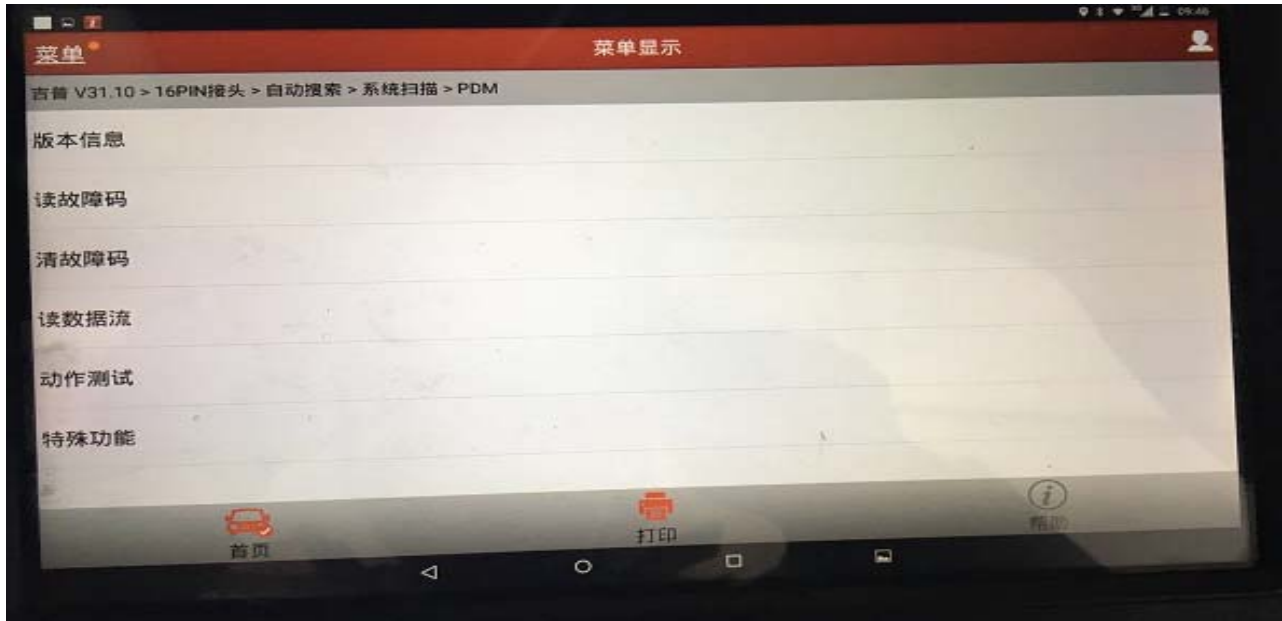 09:46
菜单
菜单显示
吉普 V31.10 > 16PIN接头 > 自动搜索 > 系统扫描 > PDM
版本信息
读故障码
清故障码
读数据流
动作测试
特殊功能
首页
打印
帮助